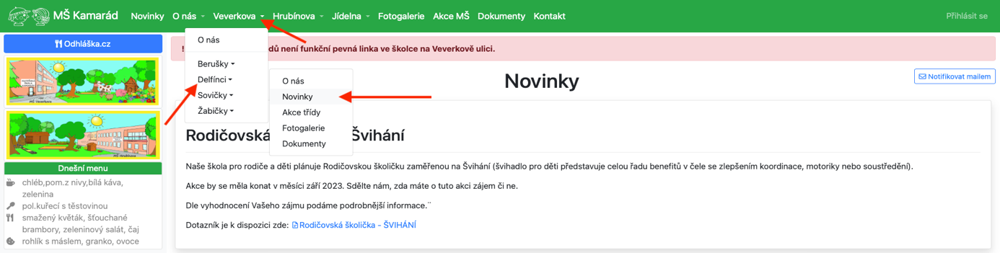 MŠ Kamarád Novinky O nás Veverkova Hrubínova Jídelna Fotogalerie Akce MŠ Dokumenty Kontakt Přihlásit se
Odhláška.cz
MŠ Veverkova
MŠ Hrubínova
Dnešní menu
chléb,pom.z nivy,bílá káva,
zelenina
pol.kuřecí s těstovinou
smažený květák, šťouchané
brambory, zeleninový salát, čaj
rohlík s máslem, granko, ovoce
O nás
Berušky
Delfínci
Sovičky
Žabičky
O nás
Novinky
Akce třídy
Fotogalerie
Dokumenty
! dů není funkční pevná linka ve školce na Veverkově ulici.
Novinky
Notifikovat mailem
Rodičovská Švihání
Naše škola pro rodiče a děti plánuje Rodičovskou školičku zaměřenou na Švihání (švihadlo pro děti představuje celou řadu benefitů v čele se zlepšením koordinace, motoriky nebo soustředění).
Akce by se měla konat v měsíci září 2023. Sdělte nám, zda máte o tuto akci zájem či ne.
Dle vyhodnocení Vašeho zájmu podáme podrobnější informace.¨
Dotazník je k dispozici zde: Rodičovská školička - ŠVIHÁNÍ